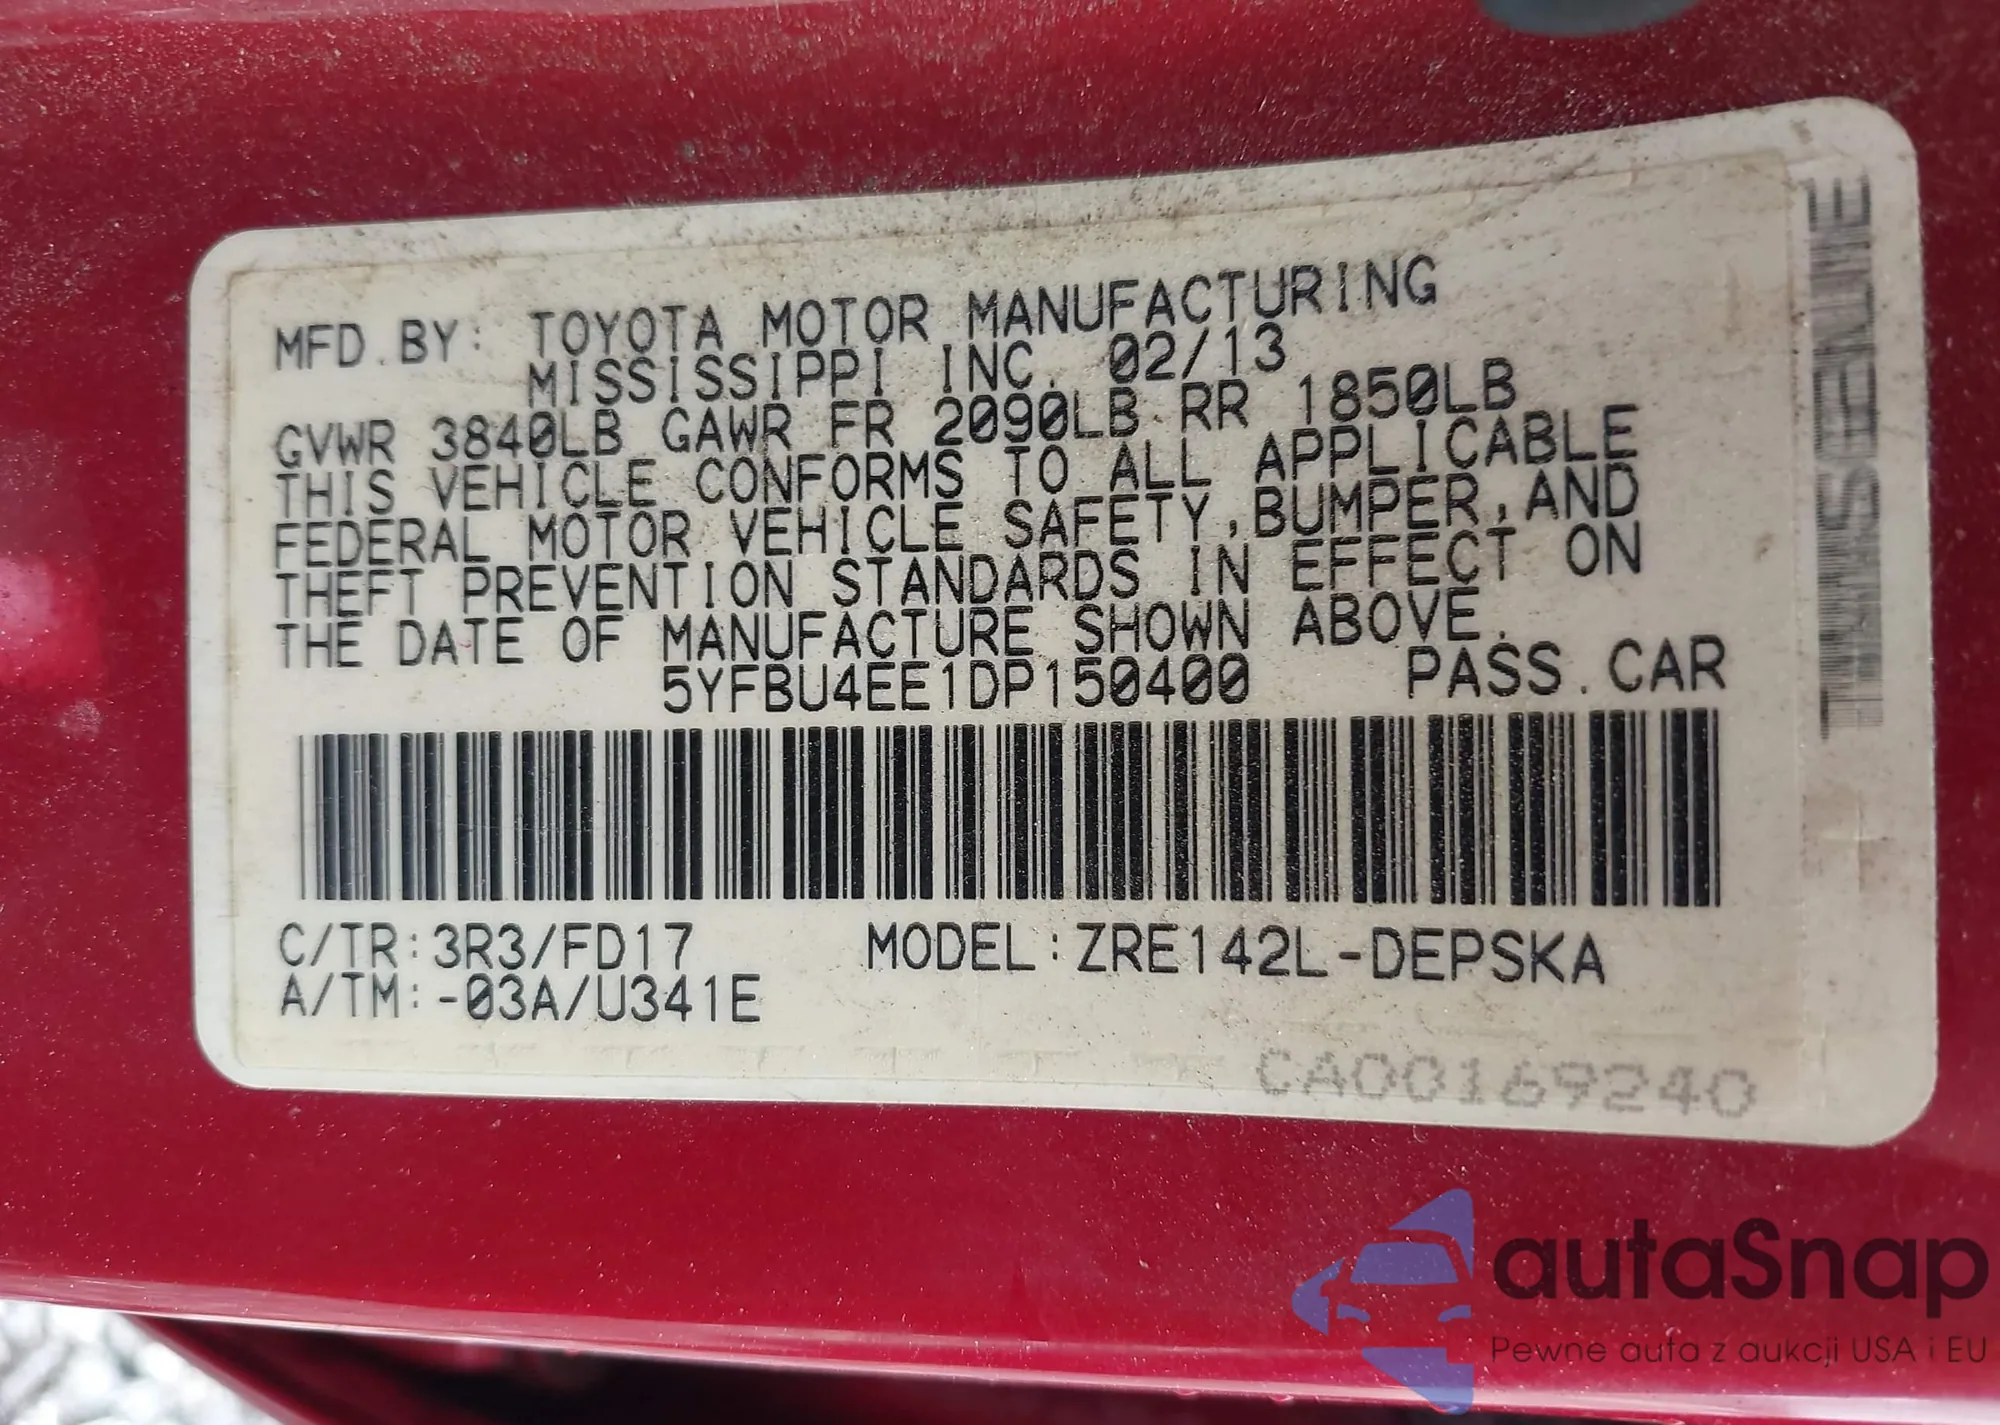 MFD.BY: TOYOTA MOTOR MANUFACTURING
MISSISSIPPI INC. 02/13
GVWR 3840LB GAWR FR 2090LB RR 1850LB
THIS VEHICLE CONFORMS TO ALL APPLICABLE
FEDERAL MOTOR VEHICLE SAFETY,BUMPER,AND
THEFT PREVENTION STANDARDS IN EFFECT ON
THE DATE OF MANUFACTURE SHOWN ABOVE.
5YFBU4EE1DP150400 PASS.CAR
C/TR:3R3/FD17 MODEL:ZRE142L-DEPSKA
A/TM:-03A/U341E
CA00169240
autaSnap
Pewne auta z aukcji USA i EU